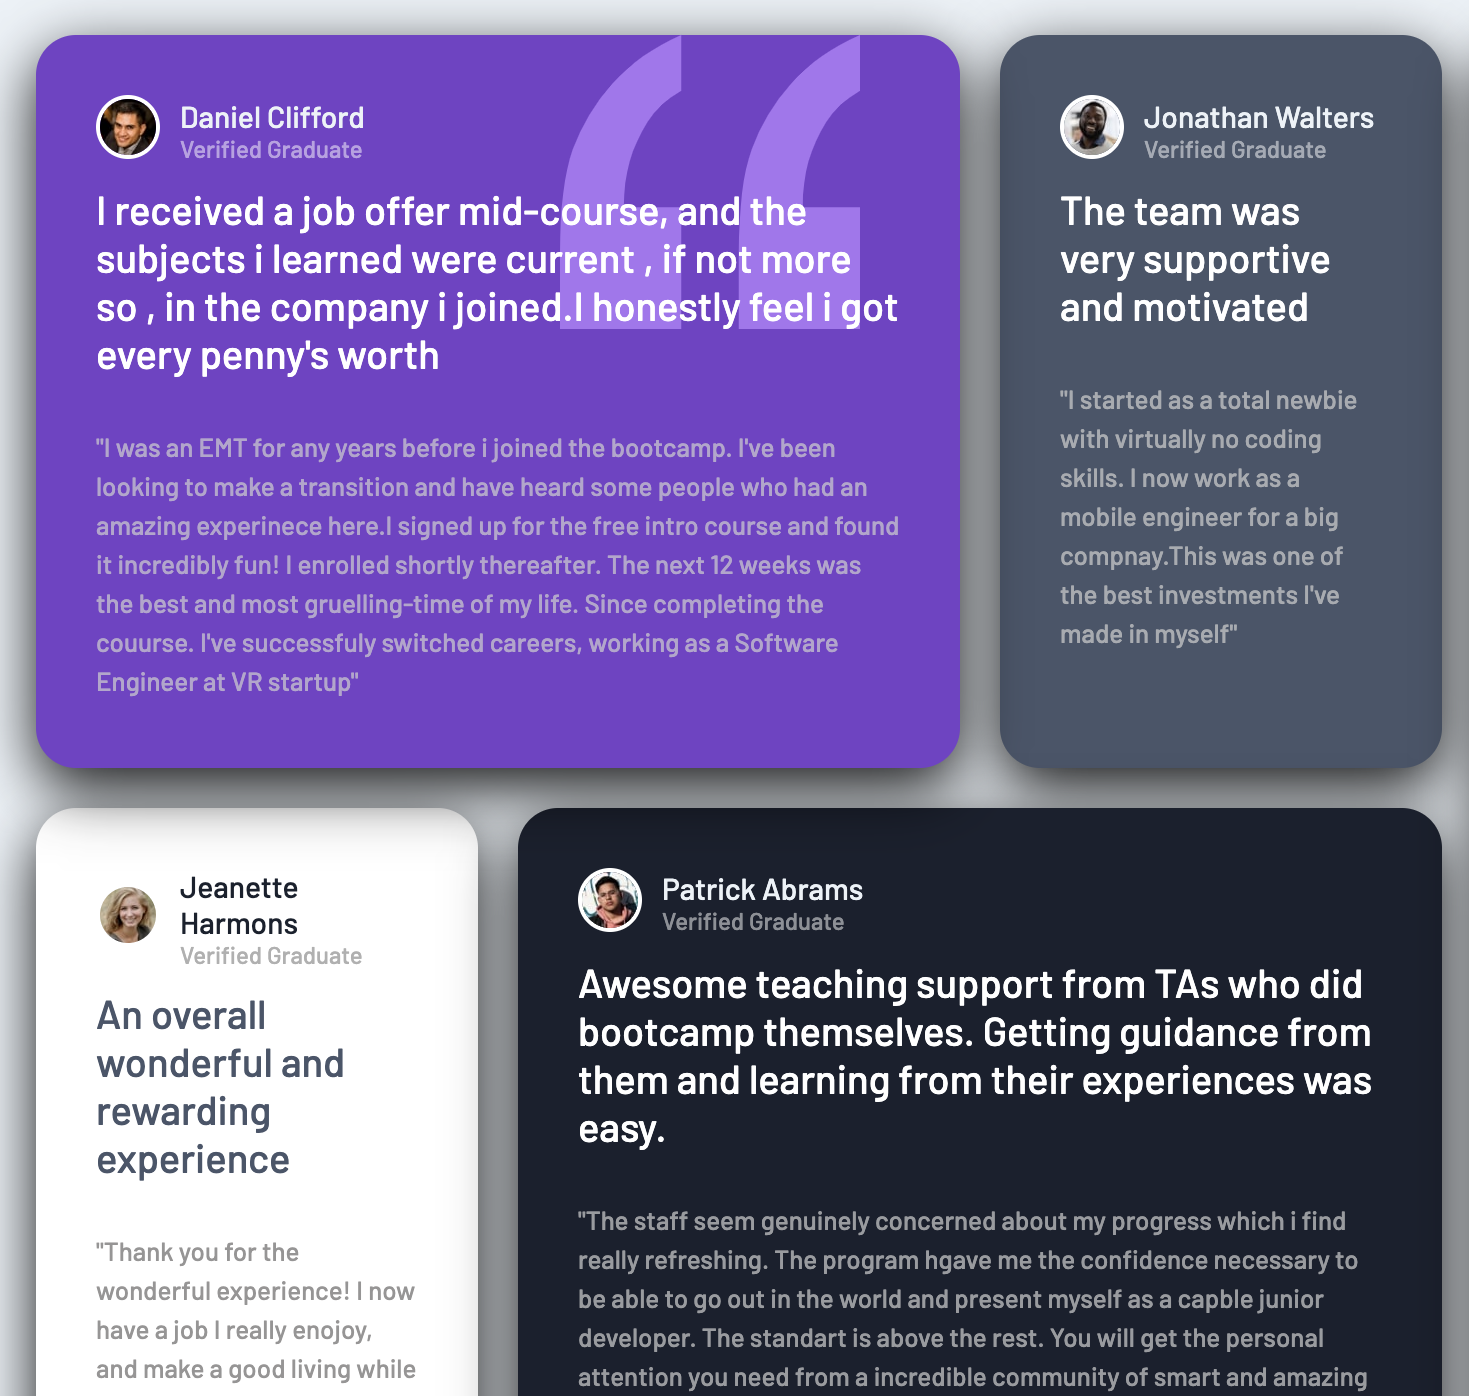 Daniel Clifford
Verified Graduate
I received a job offer mid-course, and the
subjects i learned were current , if not more
so , in the company i joined.I honestly feel i got
every penny's worth
"I was an EMT for any years before i joined the bootcamp. I've been
looking to make a transition and have heard some people who had an
amazing experinece here.I signed up for the free intro course and found
it incredibly fun! I enrolled shortly thereafter. The next 12 weeks was
the best and most gruelling-time of my life. Since completing the
couurse. I've successfuly switched careers, working as a Software
Engineer at VR startup"
Jonathan Walters
Verified Graduate
The team was
very supportive
and motivated
"I started as a total newbie
with virtually no coding
skills. I now work as a
mobile engineer for a big
compnay.This was one of
the best investments I've
made in myself"
Jeanette
Harmons
Verified Graduate
An overall
wonderful and
rewarding
experience
"Thank you for the
wonderful experience! I now
have a job I really enojoy,
and make a good living while
Patrick Abrams
Verified Graduate
Awesome teaching support from TAs who did
bootcamp themselves. Getting guidance from
them and learning from their experiences was
easy.
"The staff seem genuinely concerned about my progress which i find
really refreshing. The program hgave me the confidence necessary to
be able to go out in the world and present myself as a capble junior
developer. The standart is above the rest. You will get the personal
attention you need from a incredible community of smart and amazing